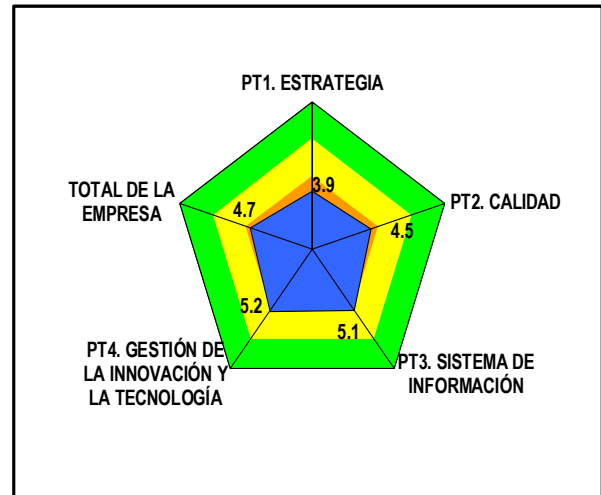 PT1. ESTRATEGIA
3.9
TOTAL DE LA
EMPRESA
4.7
PT2. CALIDAD
4.5
5.2
5.1
PT4. GESTIÓN DE
LA INNOVACIÓN Y
LA TECNOLOGÍA
PT3. SISTEMA DE
INFORMACIÓN